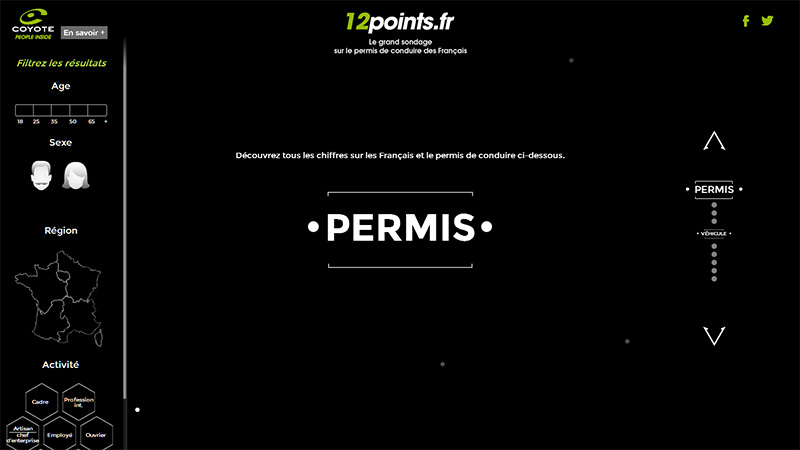 COYOTE
PEOPLE INSIDE
En savoir +
12points.fr
Le grand sondage
sur le permis de conduire des Français
Filtrez les résultats
Age
18 25 35 50 65 +
Sexe
Région
Activité
Cadre
Profession
int.
Artisan
chef
d'entreprise
Employé
Ouvrier
Découvrez tous les chiffres sur les Français et le permis de conduire ci-dessous.
PERMIS
PERMIS
VÉHICULE